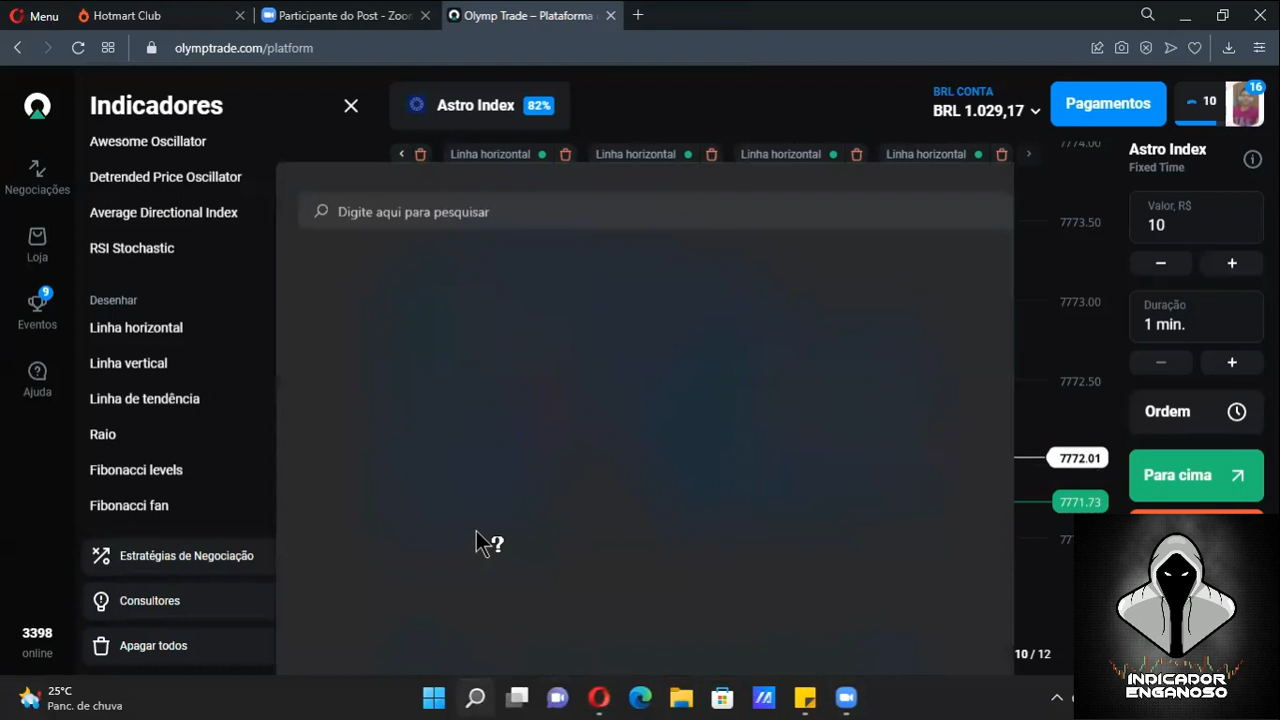 Menu
Hotmart Club
Participante do Post - Zoo
Olymp Trade – Plataforma
olymptrade.com/platform
Indicadores
Astro Index 82%
BRL CONTA
BRL 1.029,17
Pagamentos
10
16
Awesome Oscillator
Detrended Price Oscillator
Average Directional Index
RSI Stochastic
Desenhar
Linha horizontal
Linha vertical
Linha de tendência
Raio
Fibonacci levels
Fibonacci fan
Estratégias de Negociação
Consultores
Apagar todos
Negociações
Loja
9
Eventos
Ajuda
3398
online
Linha horizontal
Linha horizontal
Linha horizontal
Linha horizontal
Digite aqui para pesquisar
?
7774.00
7773.50
7773.00
7772.50
7772.01
7771.73
10 / 12
Astro Index
Fixed Time
Valor, R$
10
Duração
1 min.
Ordem
Para cima
INDICADOR
ENGANOSO
25°C
Panc. de chuva